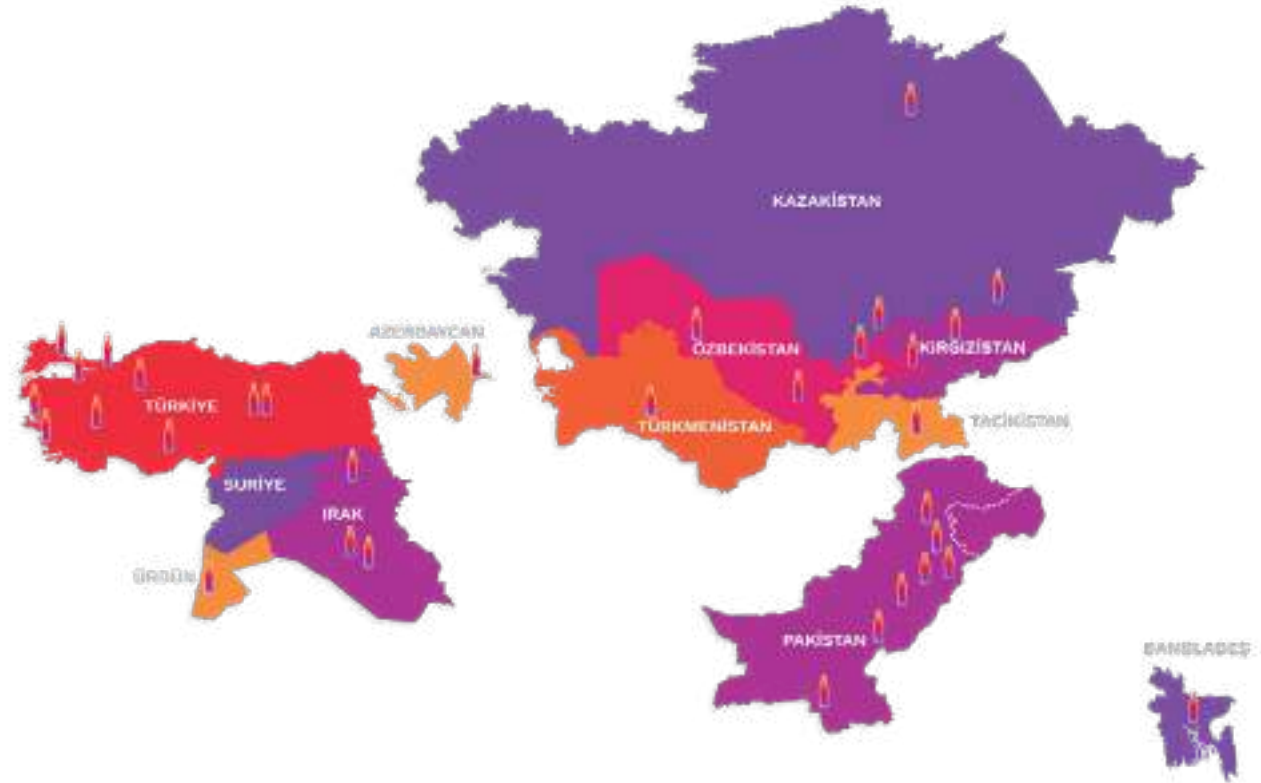 KAZAKİSTAN
AZERBAYCAN
ÖZBEKİSTAN
KIRGIZİSTAN
TÜRKİYE
TÜRKMENİSTAN
TACİKİSTAN
SURİYE
IRAK
ÜRDÜN
PAKİSTAN
BANGLADEŞ